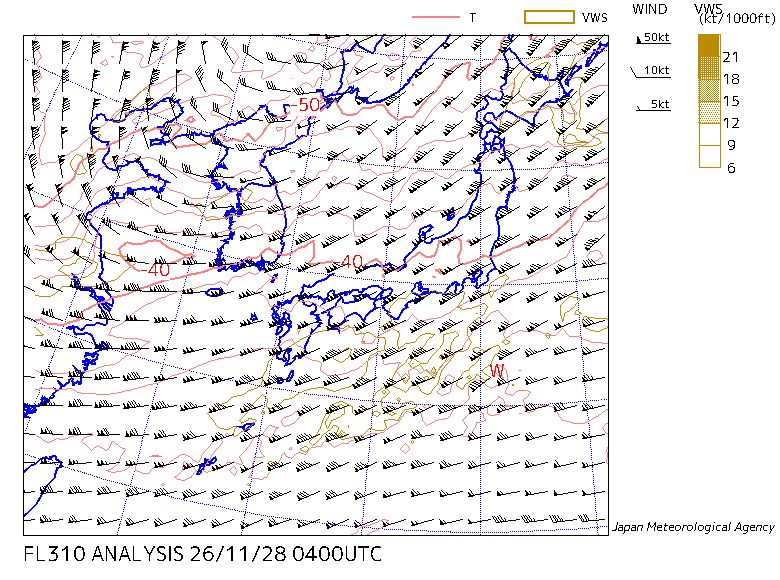 T
VWS
WIND
50kt
10kt
5kt
VWS
(kt/1000ft)
21
18
15
12
9
6
-50
-40
-40
W
Japan Meteorological Agency
FL310 ANALYSIS 26/11/28 0400UTC